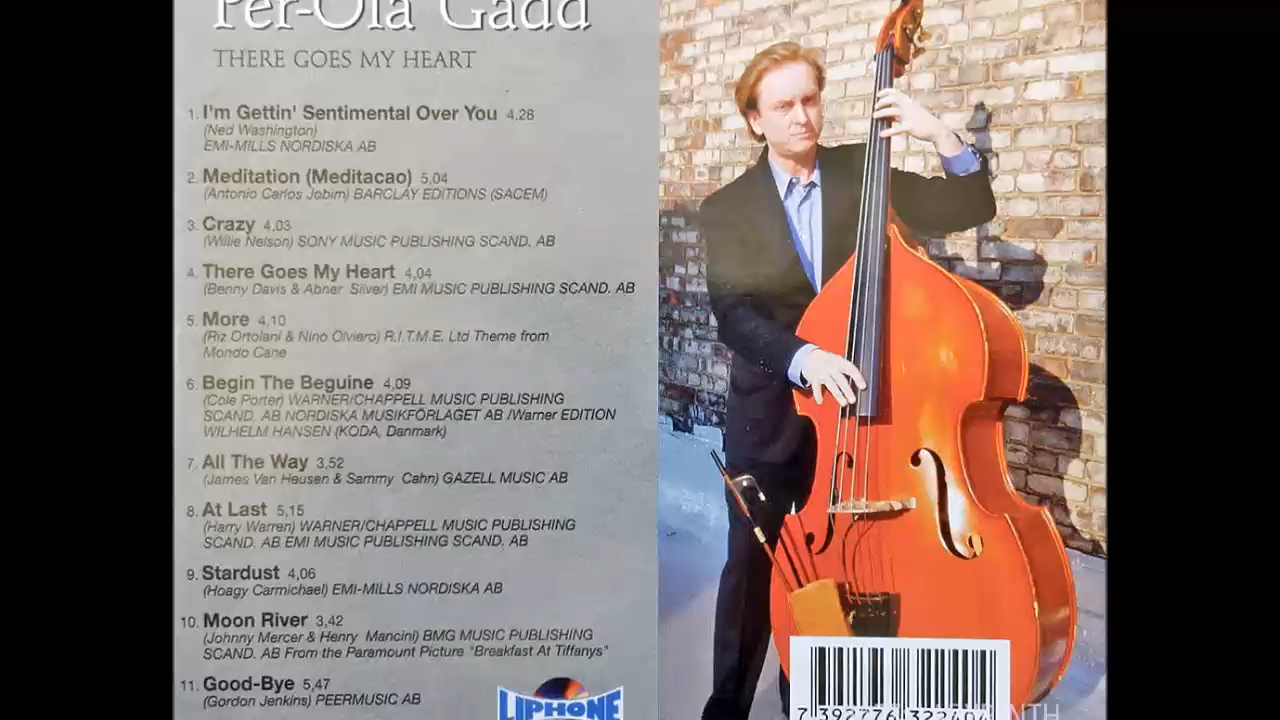 Per-Ola Gadd
THERE GOES MY HEART
1. I'm Gettin' Sentimental Over You 4.28
(Ned Washington)
EMI-MILLS NORDISKA AB
2. Meditation (Meditacao) 5,04
(Antonio Carlos Jobim) BARCLAY EDITIONS (SACEM)
3. Crazy 4,03
(Willie Nelson) SONY MUSIC PUBLISHING SCAND. AB
4. There Goes My Heart 4,04
(Benny Davis & Abner Silver) EMI MUSIC PUBLISHING SCAND. AB
5. More 4,10
(Riz Ortolani & Nino Oliviero) R.I.T.M.E. Ltd Theme from
Mondo Cane
6. Begin The Beguine 4,09
(Cole Porter) WARNER/CHAPPELL MUSIC PUBLISHING
SCAND. AB NORDISKA MUSIKFÖRLAGET AB /Warner EDITION
WILHELM HANSEN (KODA, Danmark)
7. All The Way 3,52
(James Van Heusen & Sammy Cahn) GAZELL MUSIC AB
8. At Last 5,15
(Harry Warren) WARNER/CHAPPELL MUSIC PUBLISHING
SCAND. AB EMI MUSIC PUBLISHING SCAND. AB
9. Stardust 4,06
(Hoagy Carmichael) EMI-MILLS NORDISKA AB
10. Moon River 3,42
(Johnny Mercer & Henry Mancini) BMG MUSIC PUBLISHING
SCAND. AB From the Paramount Picture "Breakfast At Tiffanys"
11. Good-Bye 5,47
(Gordon Jenkins) PEERMUSIC AB
LIPHONE
7 392776 322404